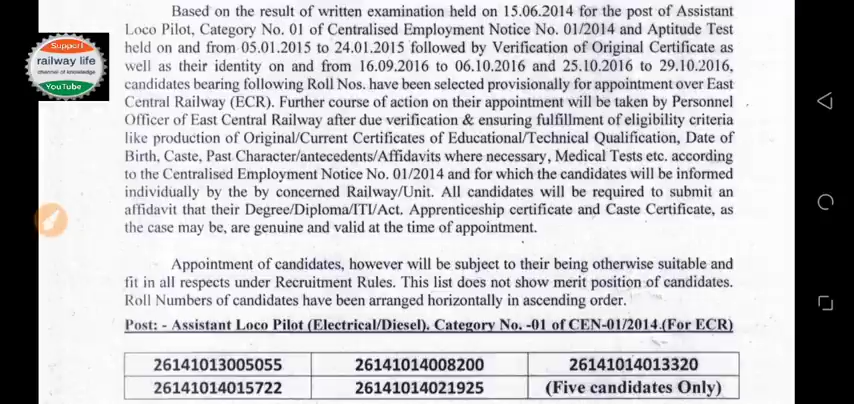 Support
railway life
channel of knowledge
YouTube
Based on the result of written examination held on 15.06.2014 for the post of Assistant
Loco Pilot, Category No. 01 of Centralised Employment Notice No. 01/2014 and Aptitude Test
held on and from 05.01.2015 to 24.01.2015 followed by Verification of Original Certificate as
well as their identity on and from 16.09.2016 to 06.10.2016 and 25.10.2016 to 29.10.2016,
candidates bearing following Roll Nos. have been selected provisionally for appointment over East
Central Railway (ECR). Further course of action on their appointment will be taken by Personnel
Officer of East Central Railway after due verification & ensuring fulfillment of eligibility criteria
like production of Original/Current Certificates of Educational/Technical Qualification, Date of
Birth, Caste, Past Character/antecedents/Affidavits where necessary, Medical Tests etc. according
to the Centralised Employment Notice No. 01/2014 and for which the candidates will be informed
individually by the by concerned Railway/Unit. All candidates will be required to submit an
affidavit that their Degree/Diploma/ITI/Act. Apprenticeship certificate and Caste Certificate, as
the case may be, are genuine and valid at the time of appointment.
Appointment of candidates, however will be subject to their being otherwise suitable and
fit in all respects under Recruitment Rules. This list does not show merit position of candidates.
Roll Numbers of candidates have been arranged horizontally in ascending order.
Post: - Assistant Loco Pilot (Electrical/Diesel), Category No. -01 of CEN-01/2014 (For ECR)
26141013005055 26141014008200 26141014013320
26141014015722 26141014021925 (Five candidates Only)